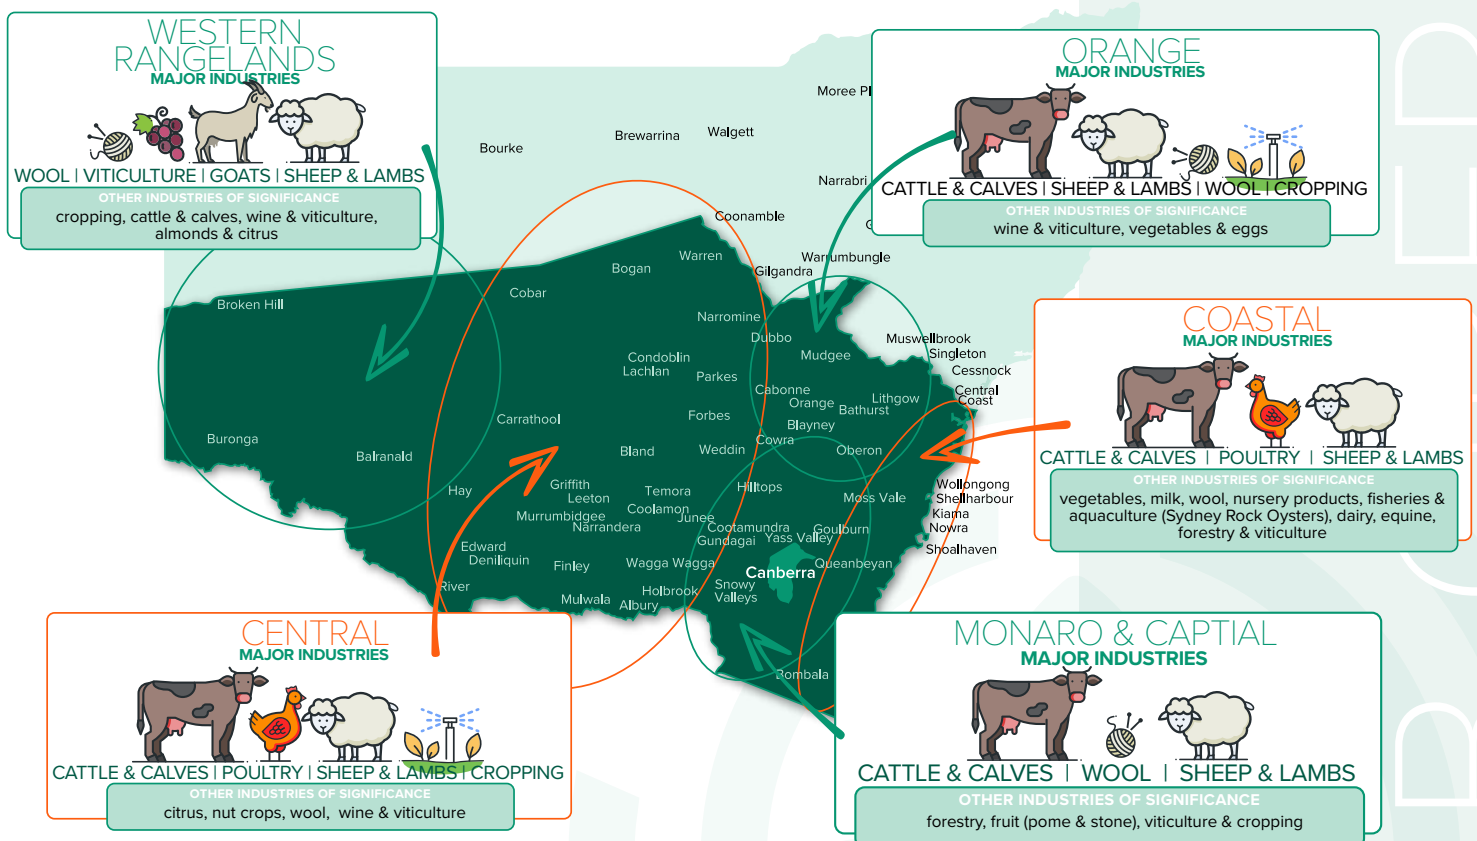 WESTERN
RANGELANDS
MAJOR INDUSTRIES
WOOL | VITICULTURE | GOATS | SHEEP & LAMBS
OTHER INDUSTRIES OF SIGNIFICANCE
cropping, cattle & calves, wine & viticulture,
almonds & citrus
ORANGE
MAJOR INDUSTRIES
CATTLE & CALVES | SHEEP & LAMBS | WOOL | CROPPING
OTHER INDUSTRIES OF SIGNIFICANCE
wine & viticulture, vegetables & eggs
COASTAL
MAJOR INDUSTRIES
CATTLE & CALVES | POULTRY | SHEEP & LAMBS
OTHER INDUSTRIES OF SIGNIFICANCE
vegetables, milk, wool, nursery products, fisheries &
aquaculture (Sydney Rock Oysters), dairy, equine,
forestry & viticulture
CENTRAL
MAJOR INDUSTRIES
CATTLE & CALVES | POULTRY | SHEEP & LAMBS | CROPPING
OTHER INDUSTRIES OF SIGNIFICANCE
citrus, nut crops, wool, wine & viticulture
MONARO & CAPTIAL
MAJOR INDUSTRIES
CATTLE & CALVES | WOOL | SHEEP & LAMBS
OTHER INDUSTRIES OF SIGNIFICANCE
forestry, fruit (pome & stone), viticulture & cropping
Moree Pl
Brewarrina
Walgett
Bourke
Narrabri
Coonamble
Warren
Warrumbungle
Bogan
Gilgandra
Cobar
Broken Hill
Narromine
Dubbo
Muswellbrook
Mudgee
Singleton
Condoblin
Lachlan
Cessnock
Parkes
Cabonne
Central
Coast
Lithgow
Orange
Bathurst
Forbes
Carrathool
Blayney
Buronga
Cowra
Bland
Weddin
Oberon
Balranald
Hay
Griffith
Leeton
Temora
Hilltops
Moss Vale
Wollongong
Shellharbour
Murrumbidgee
Coolamon
Junee
Kiama
Narrandera
Cootamundra
Goulburn
Nowra
Gundagai
Yass Valley
Edward
Deniliquin
Shoalhaven
Finley
Wagga Wagga
Canberra
Queanbeyan
River
Snowy
Valleys
Holbrook
Mulwala
Albury
Bombala